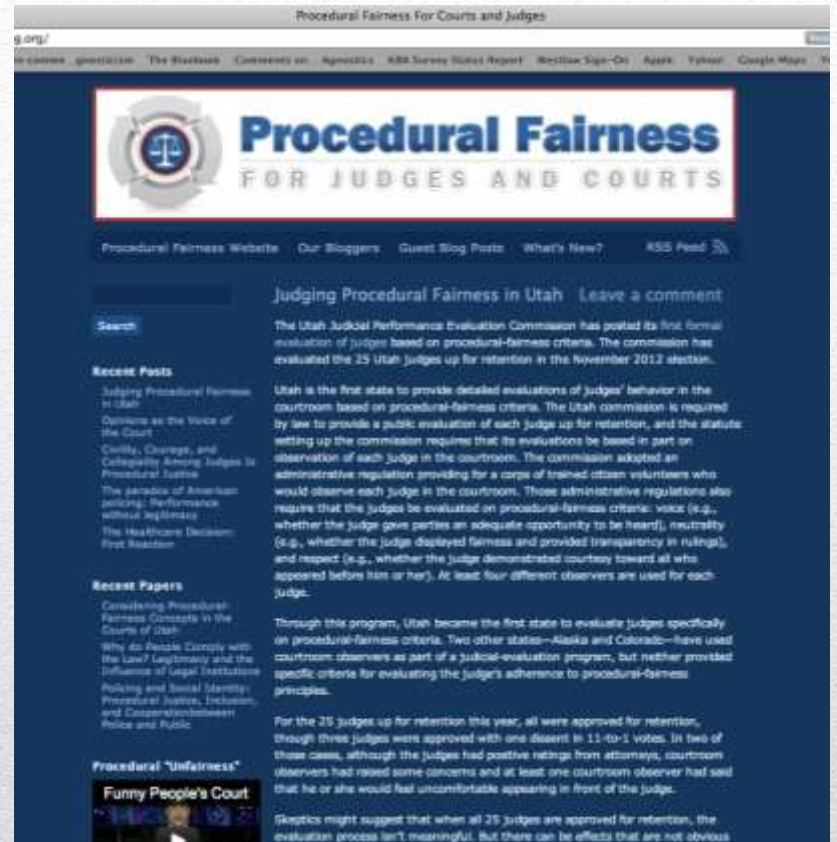 Procedural Fairness For Courts and Judges
g.org/
The Bluebook Comments on... Agnostics ABA Survey Status Report Westlaw Sign-On Apple Yahoo! Google Maps
Procedural Fairness
FOR JUDGES AND COURTS
Procedural Fairness Website Our Bloggers Guest Blog Posts What's New? RSS Feed
Search
Recent Posts
Judging Procedural Fairness
in Utah
Opinions as the Voice of
the Court
Civility, Courage, and
Collegiality Among Judges Is
Procedural Justice
The paradox of American
policing: Performance
without legitimacy
The Healthcare Decision:
First Reaction
Recent Papers
Considering Procedural-
Fairness Concepts in the
Courts of Utah
Why do People Comply with
the Law? Legitimacy and the
Influence of Legal Institutions
Policing and Social Identity:
Procedural Justice, Inclusion,
and Cooperationbetween
Police and Public
Procedural "Unfairness"
Funny People's Court
Judging Procedural Fairness in Utah Leave a comment
The Utah Judicial Performance Evaluation Commission has posted its first formal
evaluation of judges based on procedural-fairness criteria. The commission has
evaluated the 25 Utah judges up for retention in the November 2012 election.
Utah is the first state to provide detailed evaluations of judges' behavior in the
courtroom based on procedural-fairness criteria. The Utah commission is required
by law to provide a public evaluation of each judge up for retention, and the statute
setting up the commission requires that its evaluations be based in part on
observation of each judge in the courtroom. The commission adopted an
administrative regulation providing for a corps of trained citizen volunteers who
would observe each judge in the courtroom. Those administrative regulations also
require that the judges be evaluated on procedural-fairness criteria: voice (e.g.,
whether the judge gave parties an adequate opportunity to be heard), neutrality
(e.g., whether the judge displayed fairness and provided transparency in rulings),
and respect (e.g., whether the judge demonstrated courtesy toward all who
appeared before him or her). At least four different observers are used for each
judge.
Through this program, Utah became the first state to evaluate judges specifically
on procedural-fairness criteria. Two other states—Alaska and Colorado—have used
courtroom observers as part of a judicial-evaluation program, but neither provided
specific criteria for evaluating the judge's adherence to procedural-fairness
principles.
For the 25 judges up for retention this year, all were approved for retention,
though three judges were approved with one dissent in 11-to-1 votes. In two of
those cases, although the judges had positive ratings from attorneys, courtroom
observers had raised some concerns and at least one courtroom observer had said
that he or she would feel uncomfortable appearing in front of the judge.
Skeptics might suggest that when all 25 judges are approved for retention, the
evaluation process isn't meaningful. But there can be effects that are not obvious